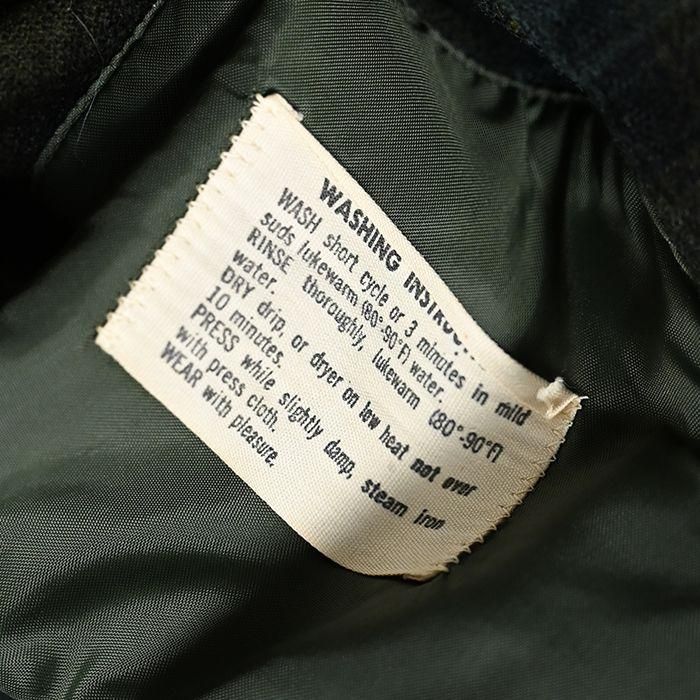 WASHING
WASH short cycle or 3 minutes in mild
suds lukewarm (80°-90°F) water.
RINSE thoroughly, lukewarm (80°-90°F)
water.
DRY drip, or dryer on low heat not over
10 minutes.
PRESS while slightly damp, steam iron
with press cloth.
WEAR with pleasure.